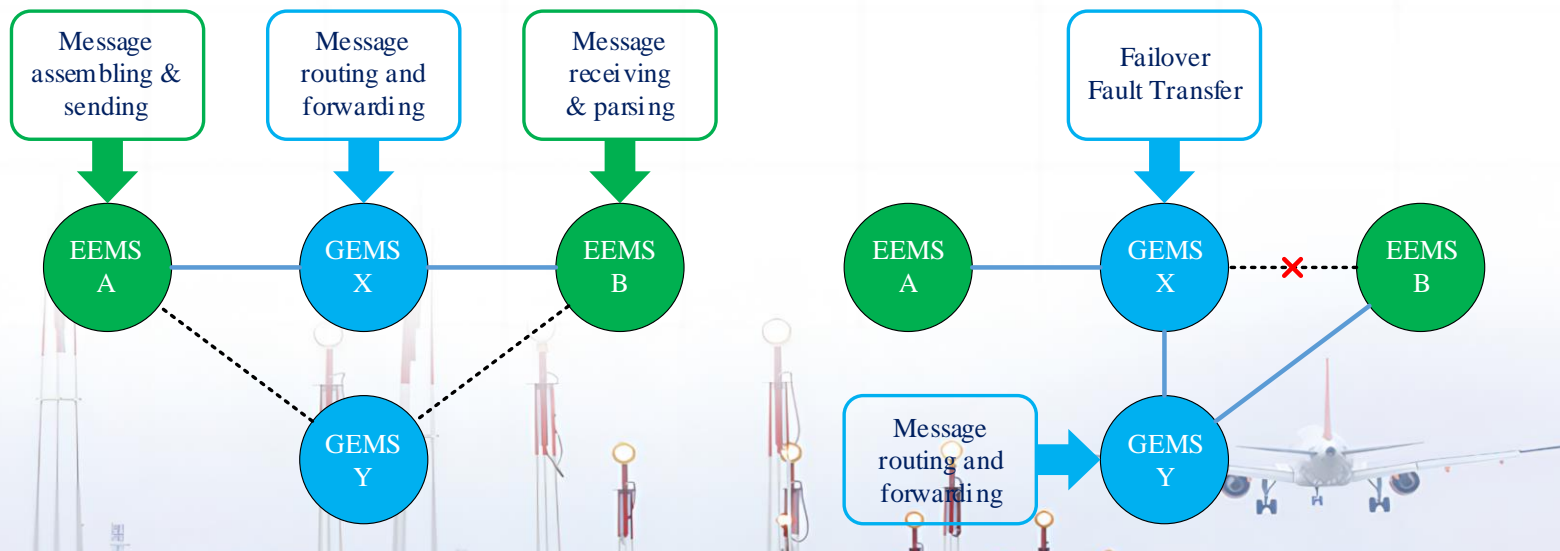 Message
assembling &
sending
Message
routing and
forwarding
Message
receiving
& parsing
Failover
Fault Transfer
EEMS
A
GEMS
X
EEMS
B
EEMS
A
GEMS
X
EEMS
B
GEMS
Y
Message
routing and
forwarding
GEMS
Y